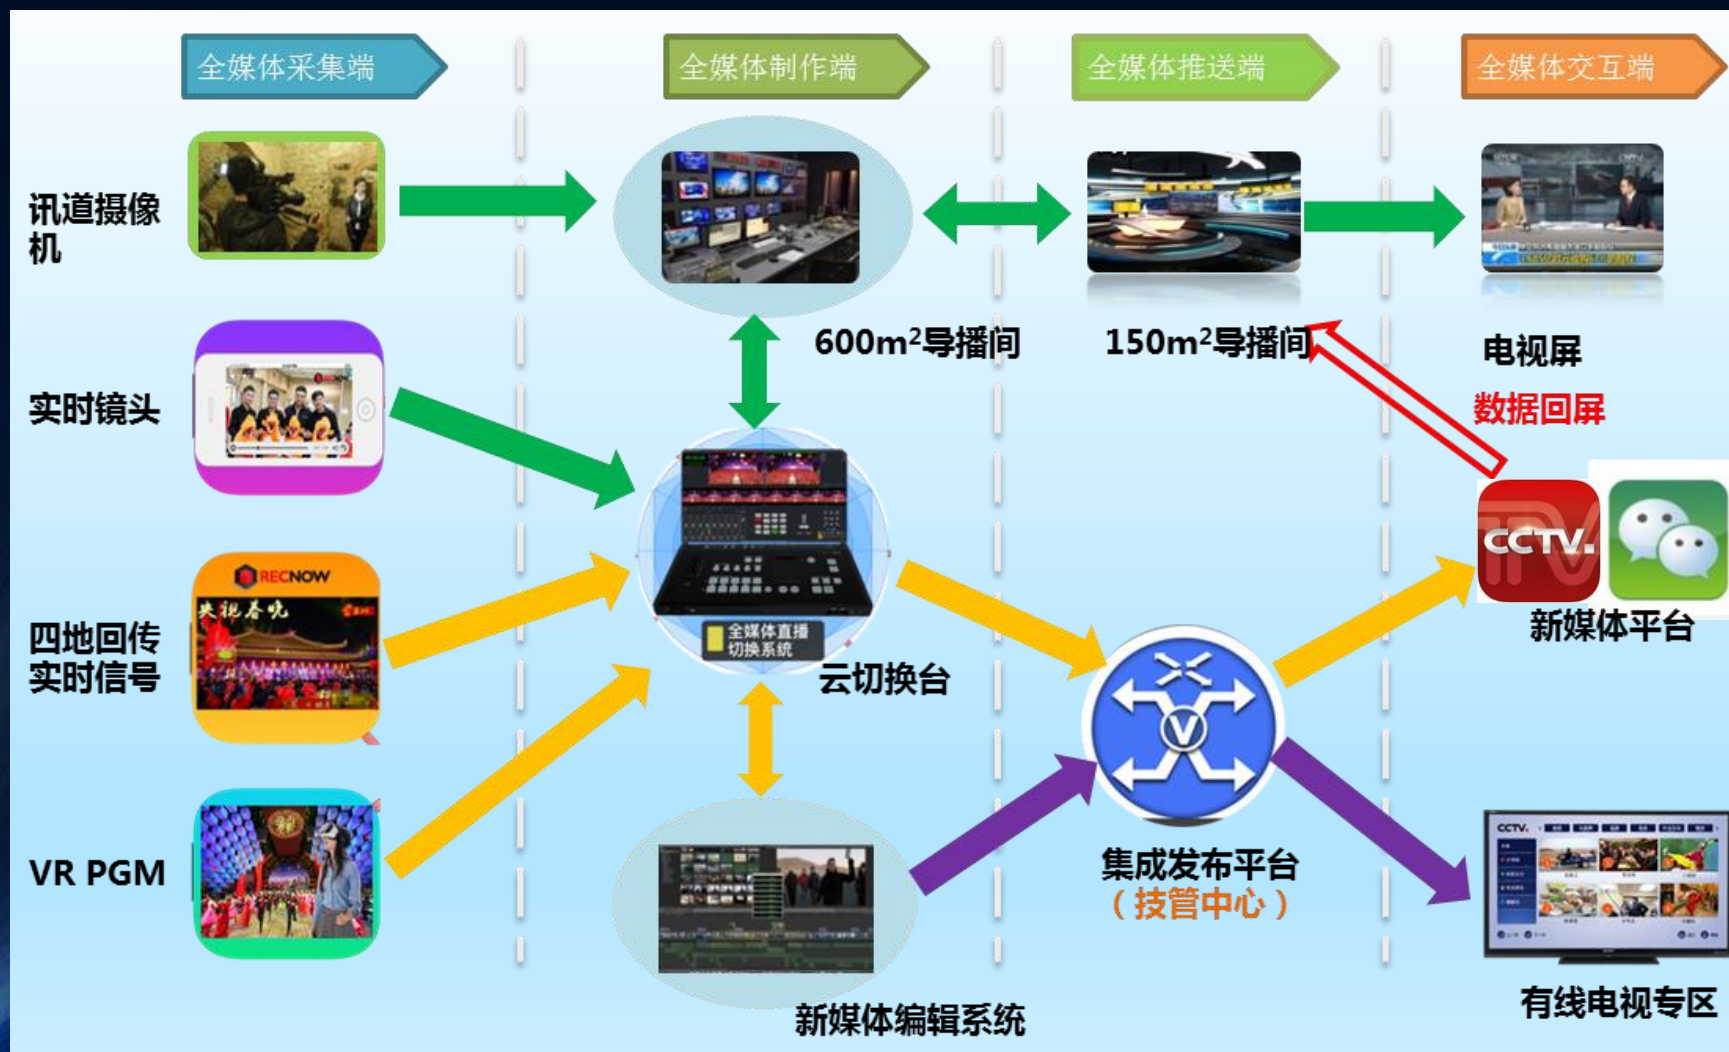 全媒体采集端
全媒体制作端
全媒体推送端
全媒体交互端
讯道摄像
机
600m²导播间
150m²导播间
电视屏
实时镜头
数据回屏
RECNOW
央视春晚
四地回传
实时信号
全媒体直播
切换系统
云切换台
CCTV.
新媒体平台
V
VR PGM
集成发布平台
（技管中心）
CCTV.
新媒体编辑系统
有线电视专区